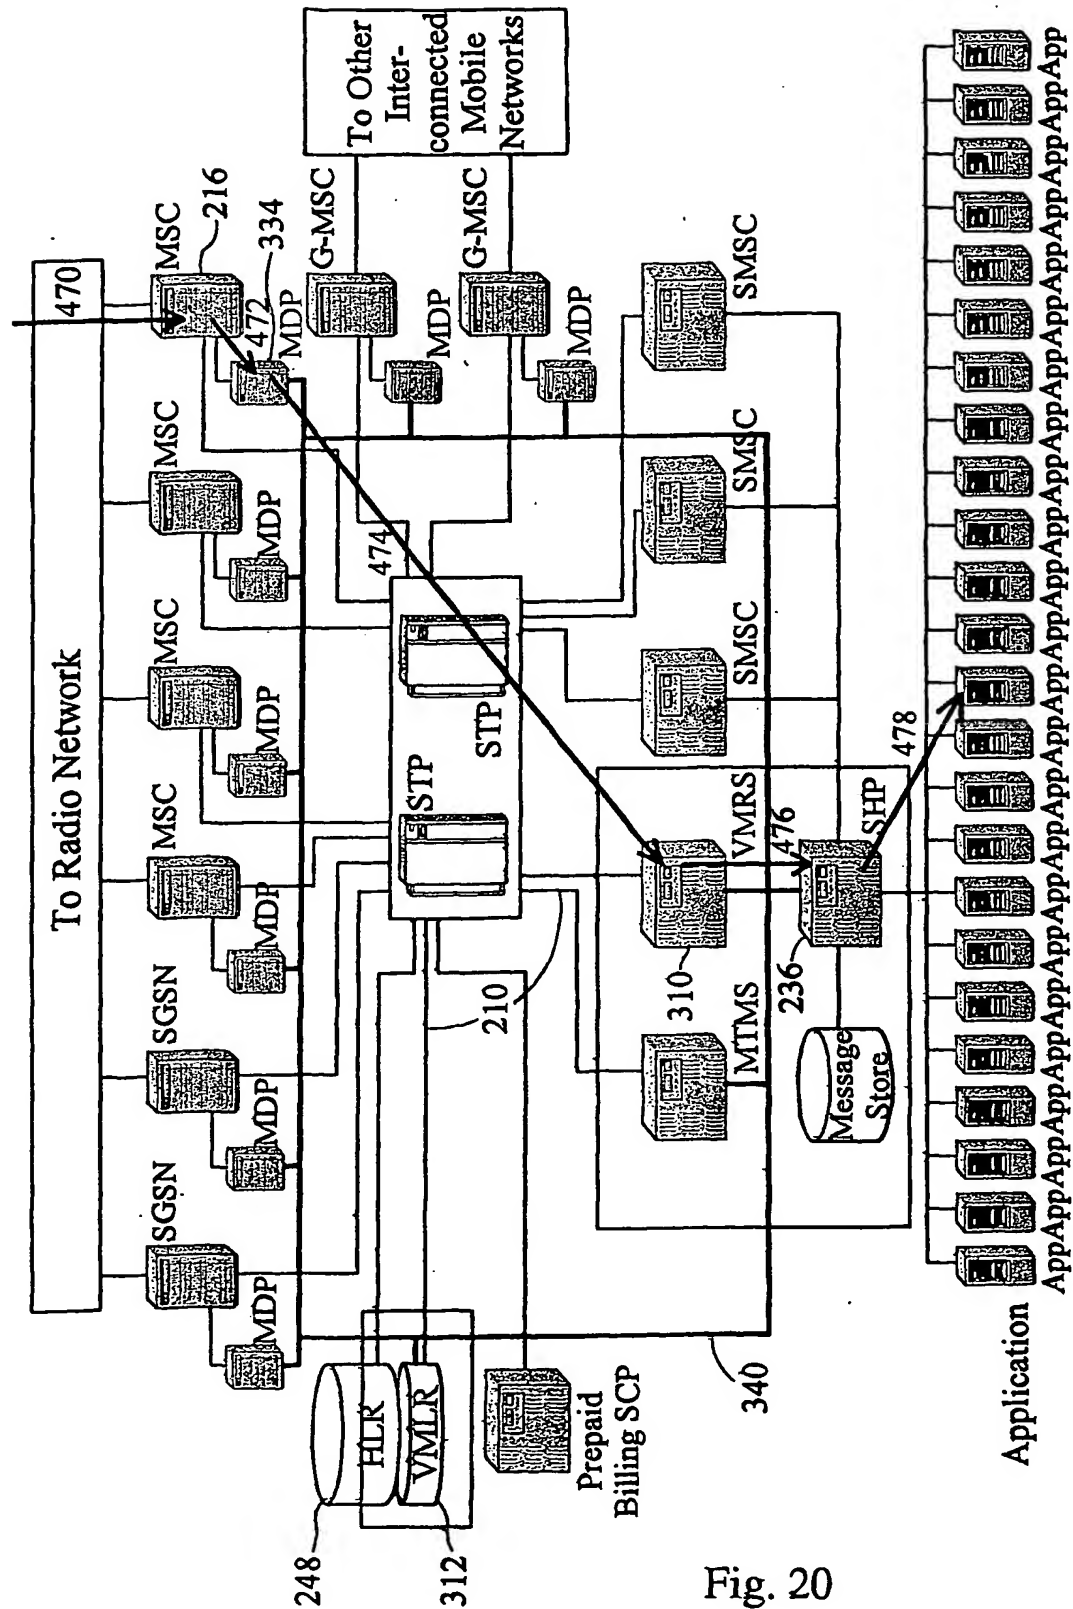 To Radio Network
470
SGSN
SGSN
MSC
MSC
MSC
MSC
216
MDP
MDP
MDP
MDP
MDP
472
MDP
334
248
HLR
VMLR
312
Prepaid
Billing SCP
210
STP
STP
474
G-MSC
MDP
G-MSC
MDP
To Other
Inter-
connected
Mobile
Networks
MTMS
310
VMRS
SMSC
SMSC
SMSC
340
Message
Store
236
476
SHP
478
Application
AppAppAppAppAppAppAppAppAppAppAppAppAppAppAppAppAppAppAppAppAppAppAppApp
Fig. 20